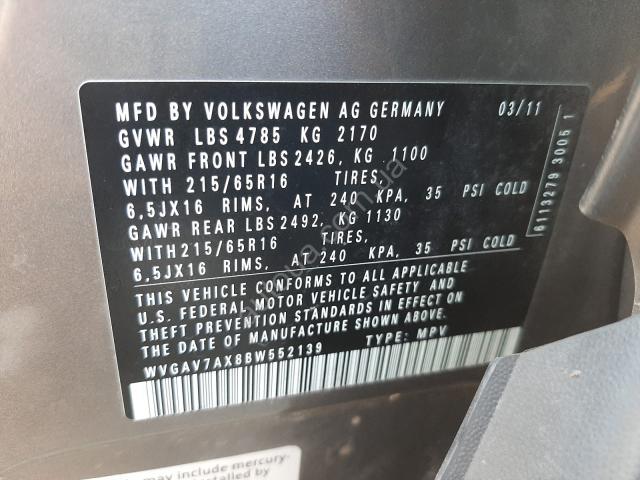 MFD BY VOLKSWAGEN AG GERMANY 03/11
GVWR LBS 4785 KG 2170
GAWR FRONT LBS 2426, KG 1100
WITH 215/65R16 TIRES,
6,5JX16 RIMS, AT 240 KPA, 35 PSI COLD
GAWR REAR LBS 2492, KG 1130
WITH215/65R16 TIRES,
6,5JX16 RIMS, AT 240 KPA, 35 PSI COLD
THIS VEHICLE CONFORMS TO ALL APPLICABLE
U.S. FEDERAL MOTOR VEHICLE SAFETY AND
THEFT PREVENTION STANDARDS IN EFFECT ON
THE DATE OF MANUFACTURE SHOWN ABOVE.
WVGAV7AX8BW552139 TYPE: MPV
6113279 3005 1
may include mercury-
installed by